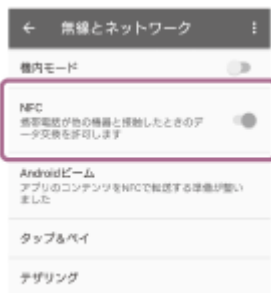 無線とネットワーク
機内モード
NFC
携帯電話が他の機器と接触したときのデ
ータ交換を許可します
Androidビーム
アプリのコンテンツをNFCで転送する準備が整い
ました
タップ&ペイ
テザリング